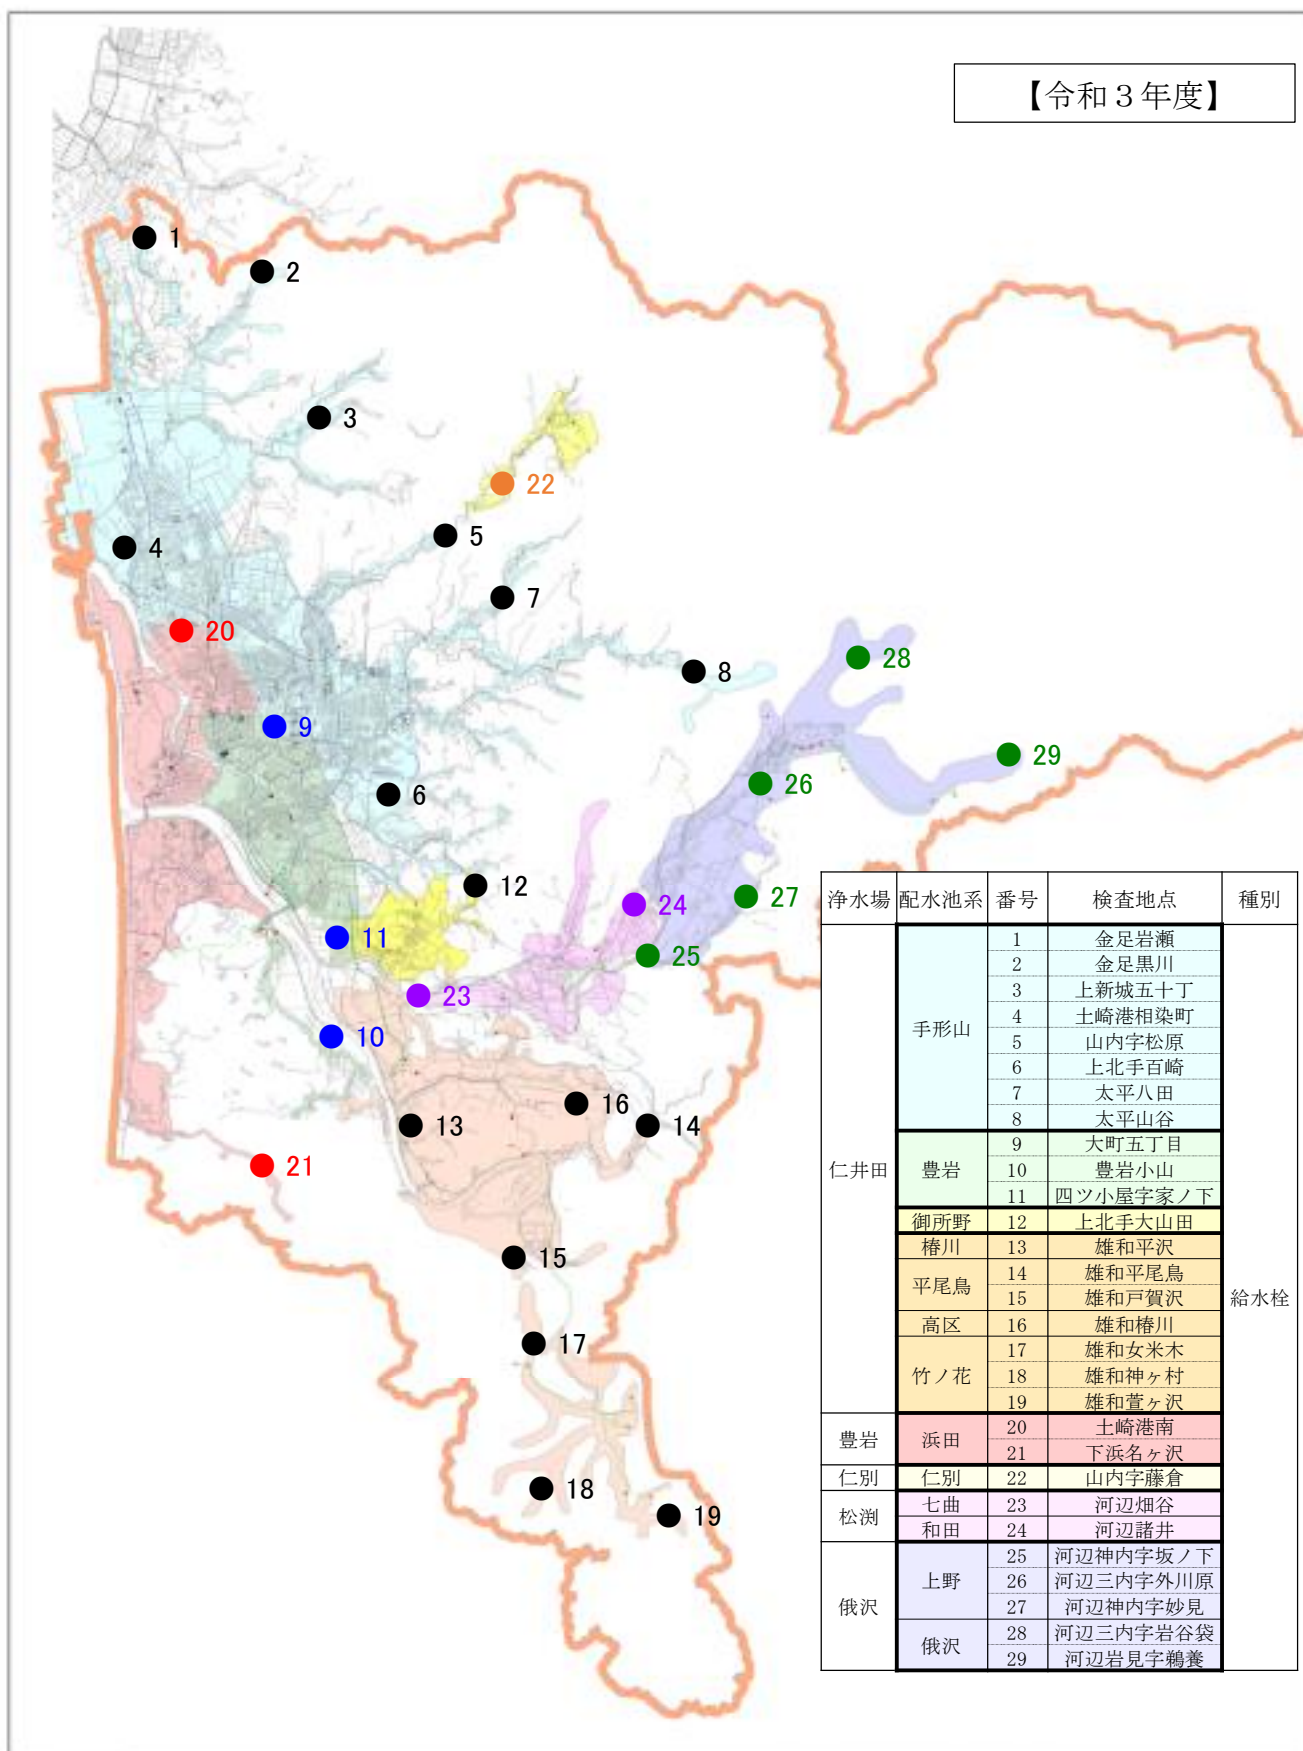 【令和３年度】
1
2
3
22
4
5
7
20
8
28
9
29
26
6
12
24
27
11
25
23
10
16
13
14
21
15
17
18
19
浄水場 配水池系 番号 検査地点 種別
仁井田 手形山 1 金足岩瀬 給水栓
2 金足黒川
3 上新城五十丁
4 土崎港相染町
5 山内字松原
6 上北手百崎
7 太平八田
8 太平山谷
豊岩 9 大町五丁目
10 豊岩小山
11 四ツ小屋字家ノ下
御所野 12 上北手大山田
椿川 13 雄和平沢
平尾鳥 14 雄和平尾鳥
15 雄和戸賀沢
高区 16 雄和椿川
竹ノ花 17 雄和女米木
18 雄和神ヶ村
19 雄和萱ヶ沢
豊岩 浜田 20 土崎港南
21 下浜名ヶ沢
仁別 仁別 22 山内字藤倉
松渕 七曲 23 河辺畑谷
和田 24 河辺諸井
俄沢 上野 25 河辺神内字坂ノ下
26 河辺三内字外川原
27 河辺神内字妙見
俄沢 28 河辺三内字岩谷袋
29 河辺岩見字鵜養